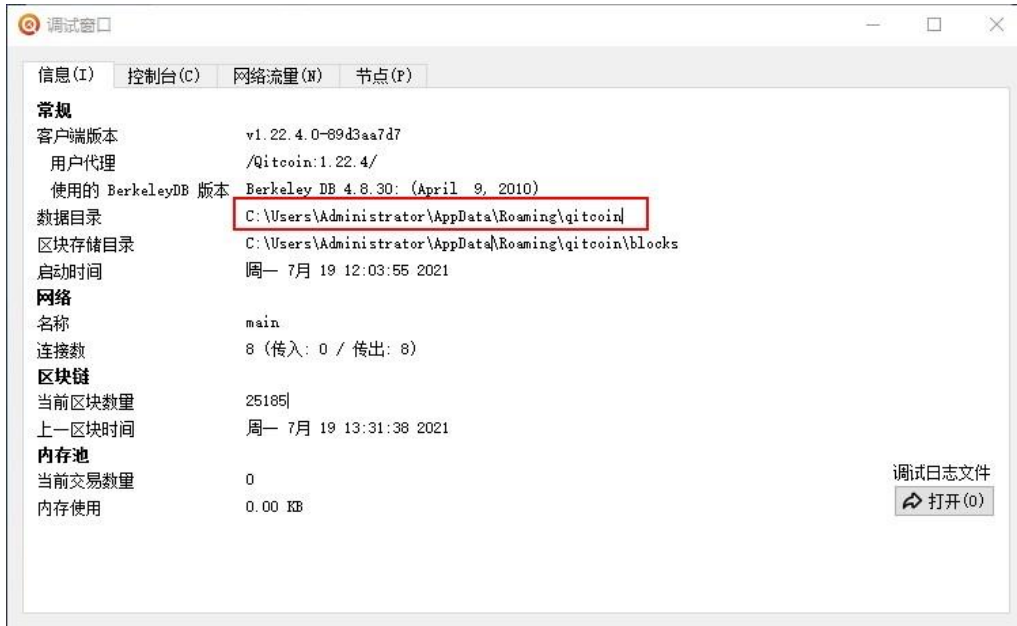 调试窗口
信息(I) 控制台(C) 网络流量(N) 节点(P)
常规
客户端版本 v1.22.4.0-89d3aa7d7
用户代理 /Qitcoin:1.22.4/
使用的 BerkeleyDB 版本 Berkeley DB 4.8.30: (April 9, 2010)
数据目录 C:\Users\Administrator\AppData\Roaming\qitcoin
区块存储目录 C:\Users\Administrator\AppData\Roaming\qitcoin\blocks
启动时间 周一 7月 19 12:03:55 2021
网络
名称 main
连接数 8 (传入: 0 / 传出: 8)
区块链
当前区块数量 25185
上一区块时间 周一 7月 19 13:31:38 2021
内存池
当前交易数量 0
内存使用 0.00 KB
调试日志文件
打开(O)